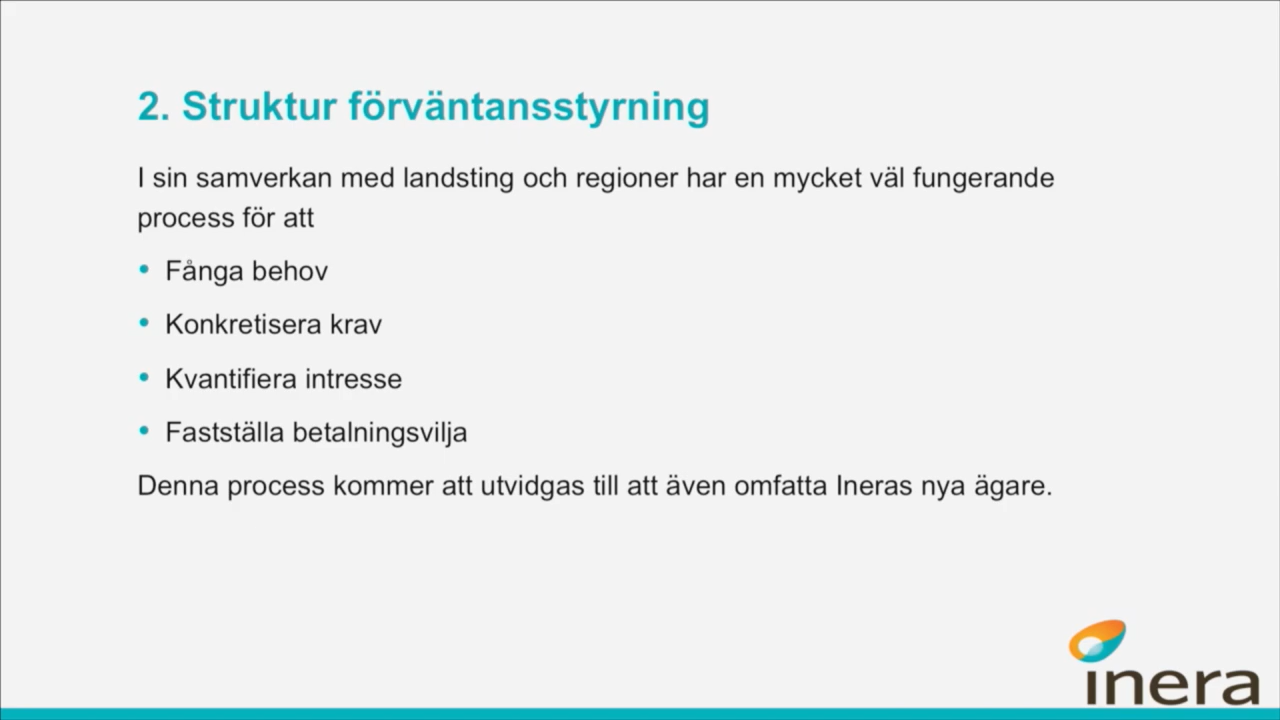 2. Struktur förväntansstyrning
I sin samverkan med landsting och regioner har en mycket väl fungerande
process för att
• Fånga behov
• Konkretisera krav
• Kvantifiera intresse
• Fastställa betalningsvilja
Denna process kommer att utvidgas till att även omfatta Ineras nya ägare.
inera